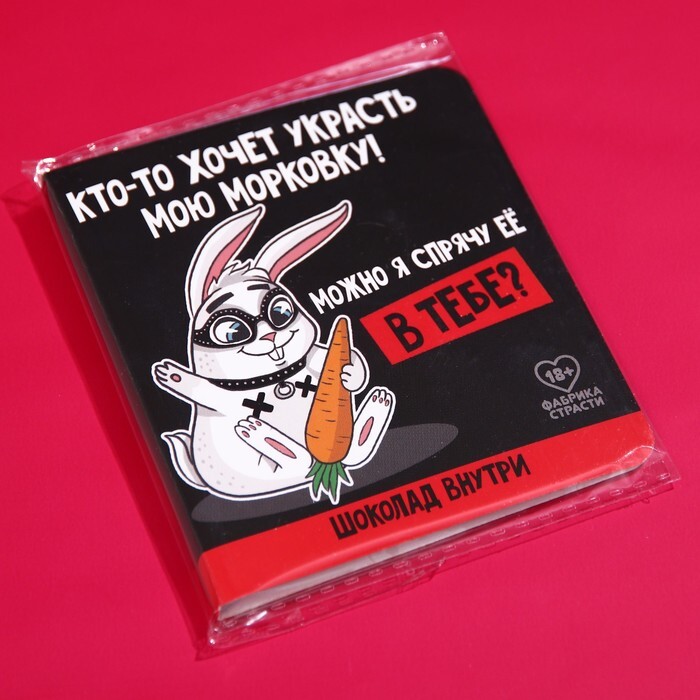 КТО-ТО ХОЧЕТ УКРАСТЬ
МОЮ МОРКОВКУ!
МОЖНО Я СПРЯЧУ ЕЁ
В ТЕБЕ?
18+
ФАБРИКА
СТРАСТИ
ШОКОЛАД ВНУТРИ